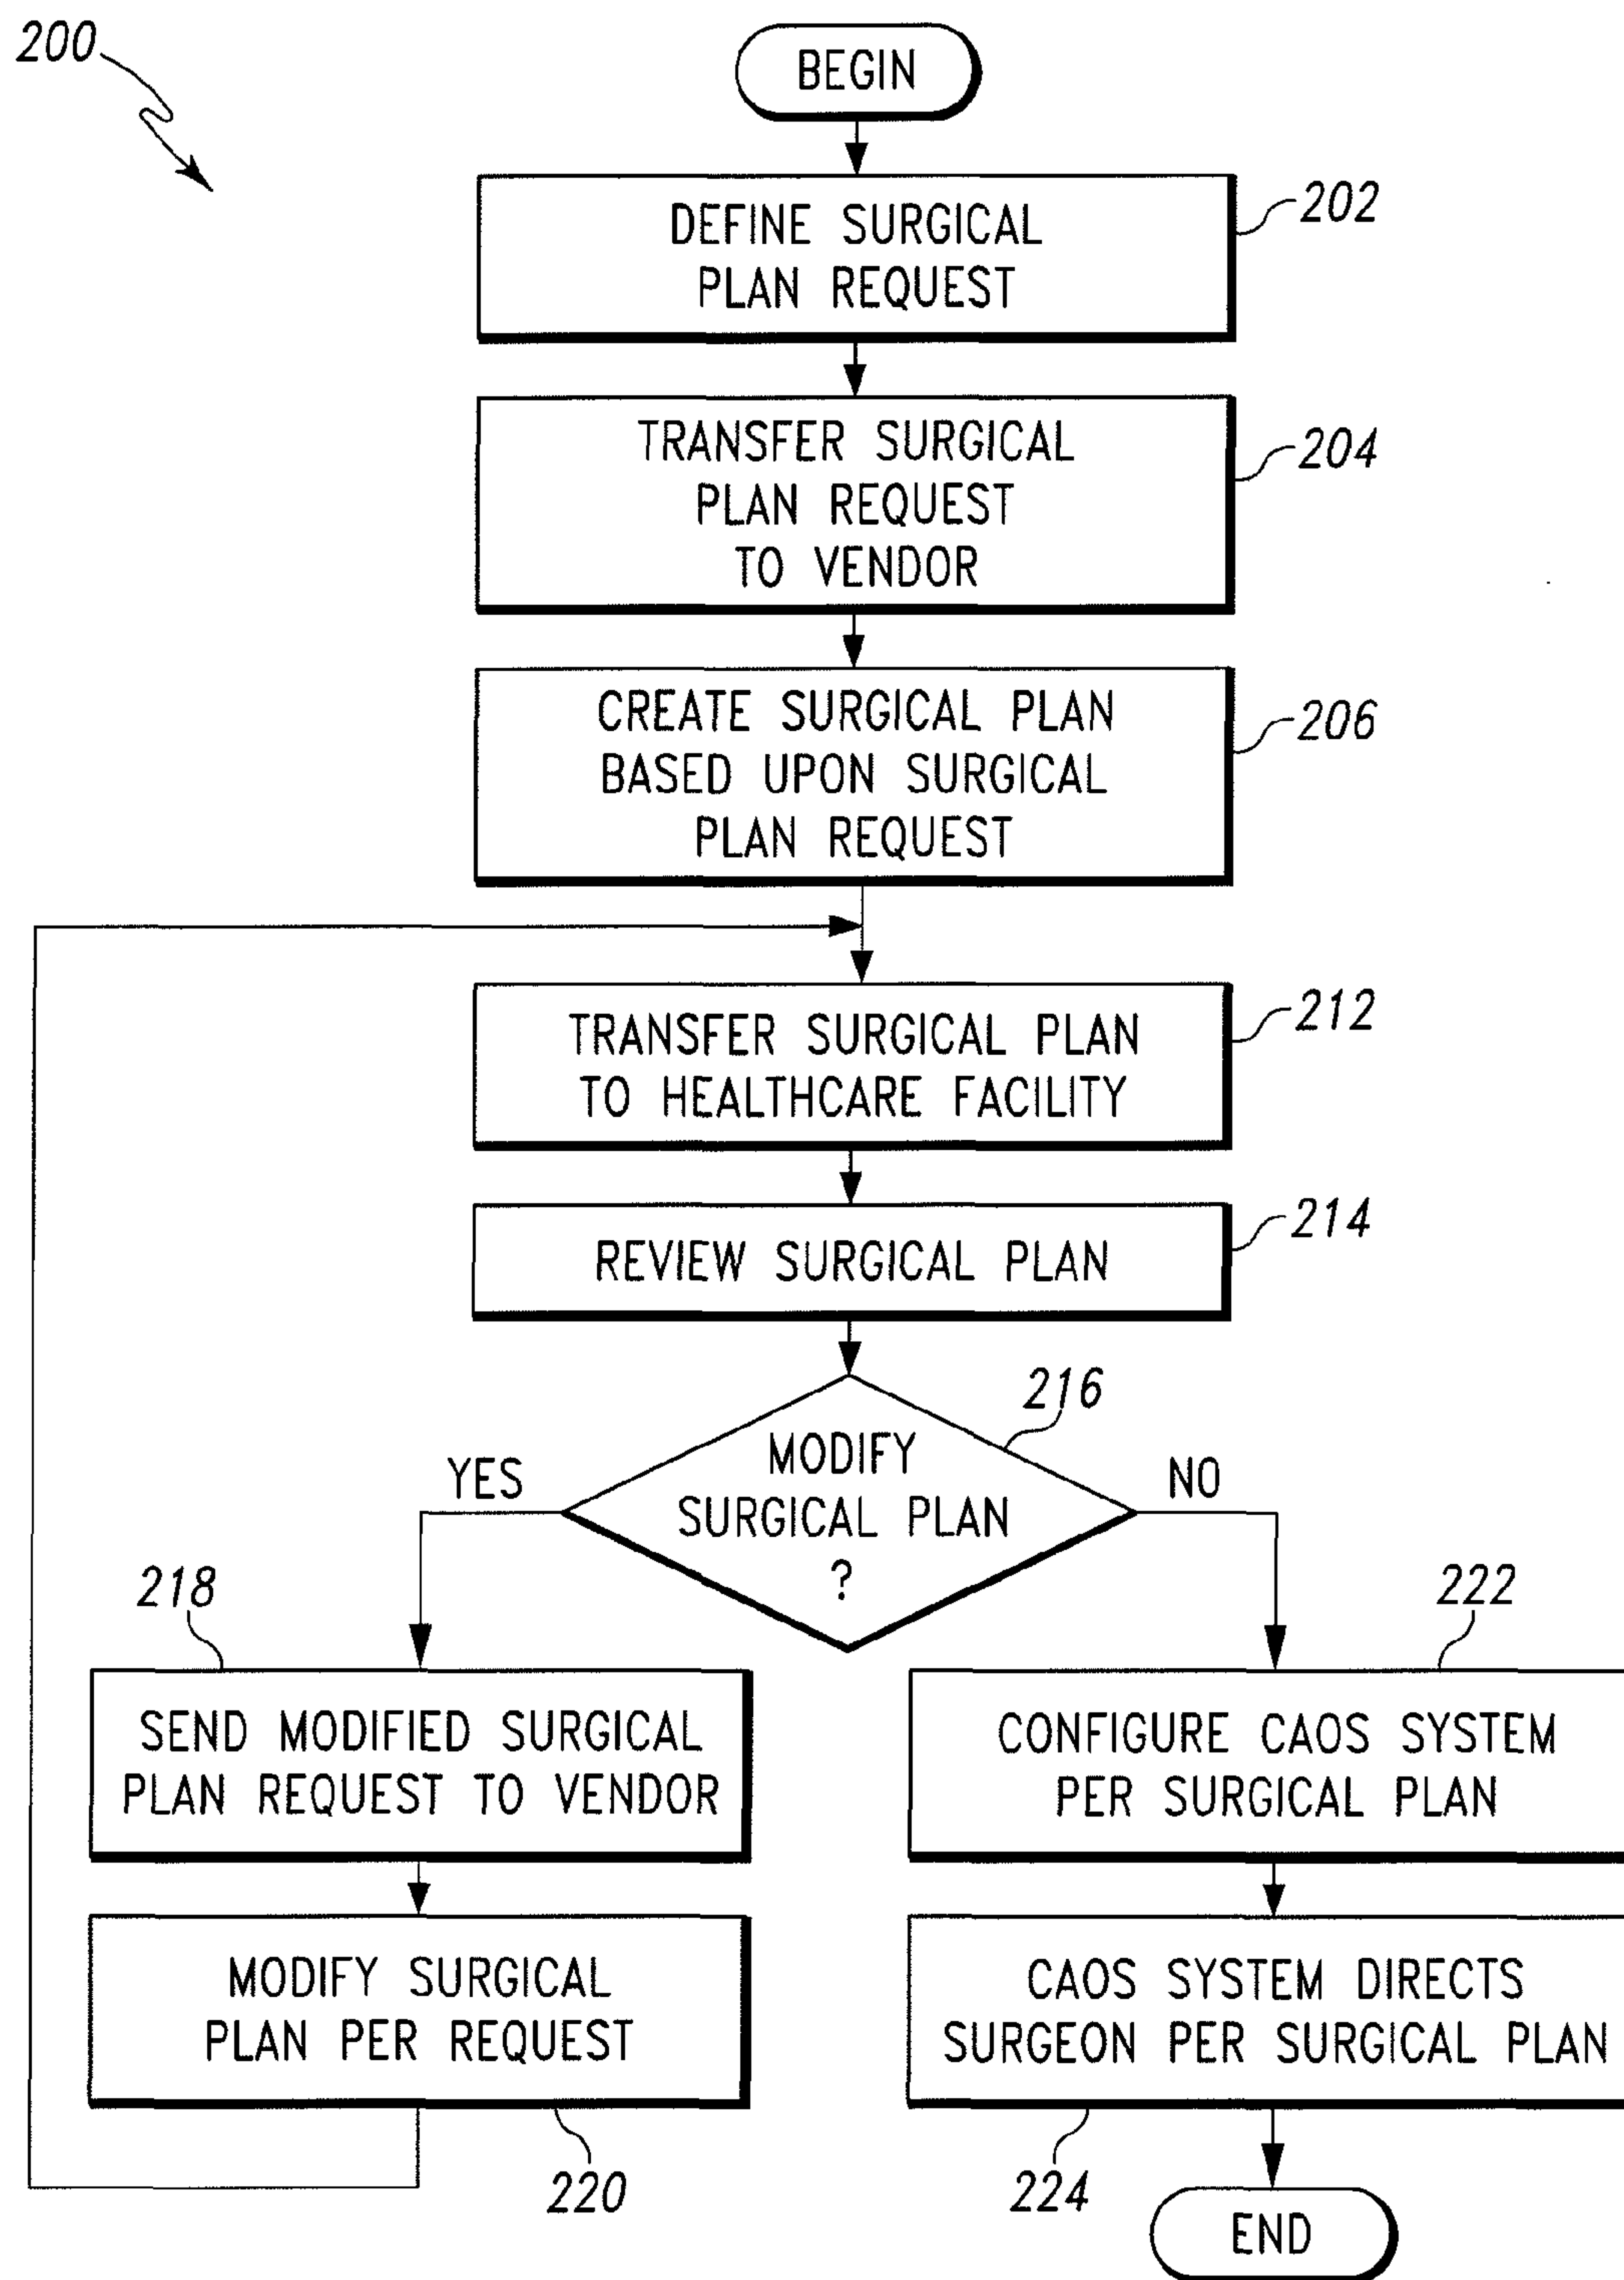 200
BEGIN
DEFINE SURGICAL
PLAN REQUEST
202
TRANSFER SURGICAL
PLAN REQUEST
TO VENDOR
204
CREATE SURGICAL PLAN
BASED UPON SURGICAL
PLAN REQUEST
206
TRANSFER SURGICAL PLAN
TO HEALTHCARE FACILITY
212
REVIEW SURGICAL PLAN
214
MODIFY
SURGICAL PLAN
?
216
YES
NO
218
SEND MODIFIED SURGICAL
PLAN REQUEST TO VENDOR
MODIFY SURGICAL
PLAN PER REQUEST
220
222
CONFIGURE CAOS SYSTEM
PER SURGICAL PLAN
CAOS SYSTEM DIRECTS
SURGEON PER SURGICAL PLAN
224
END